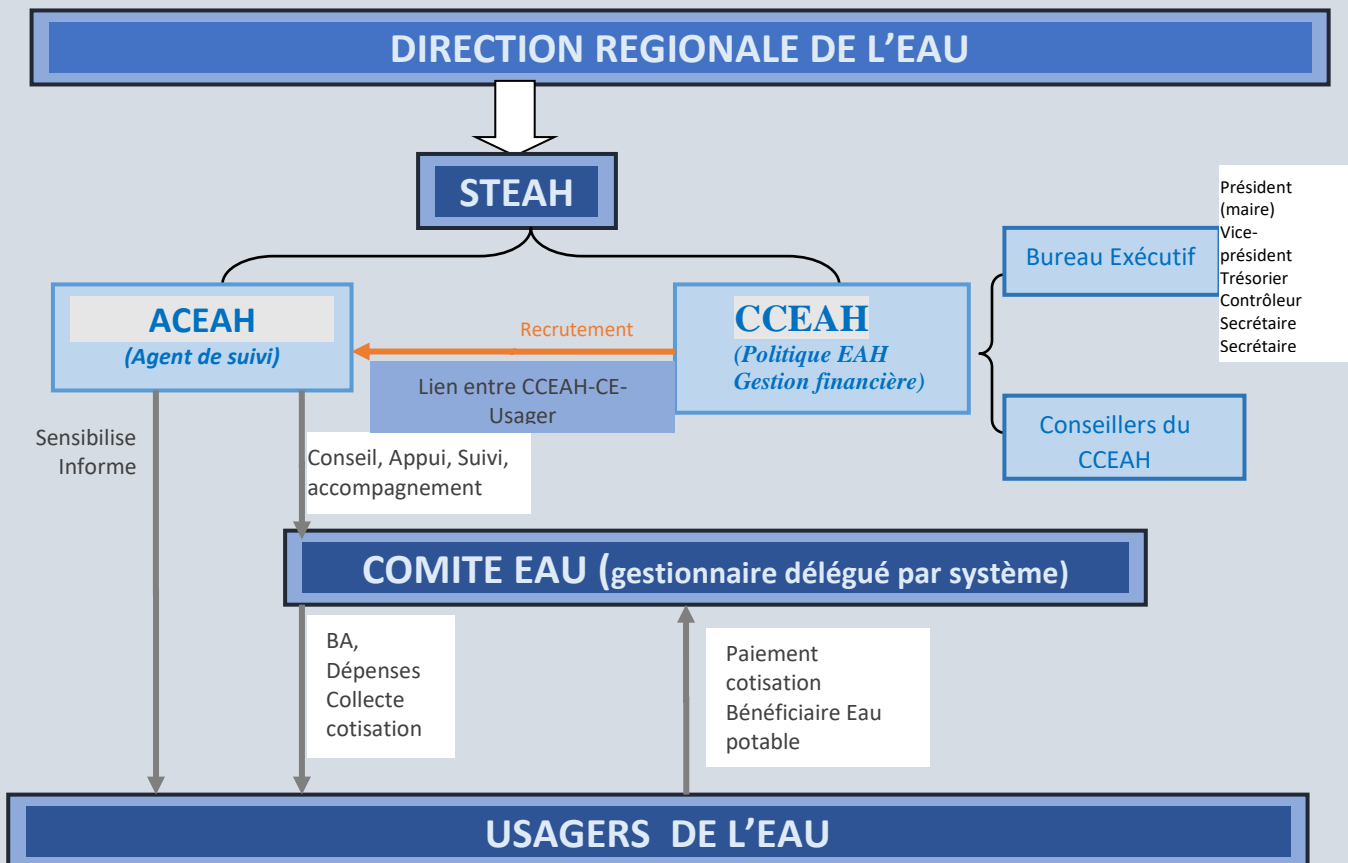 DIRECTION REGIONALE DE L’EAU
STEAH
Président
(maire)
Vice-
président
Trésorier
Contrôleur
Secrétaire
Secrétaire
Bureau Exécutif
ACEAH
(Agent de suivi)
Recrutement
CCEAH
(Politique EAH
Gestion financière)
Lien entre CCEAH-CE-
Usager
Conseillers du
CCEAH
Sensibilise
Informe
Conseil, Appui, Suivi,
accompagnement
COMITE EAU (gestionnaire délégué par système)
BA,
Dépenses
Collecte
cotisation
Paiement
cotisation
Bénéficiaire Eau
potable
USAGERS DE L’EAU